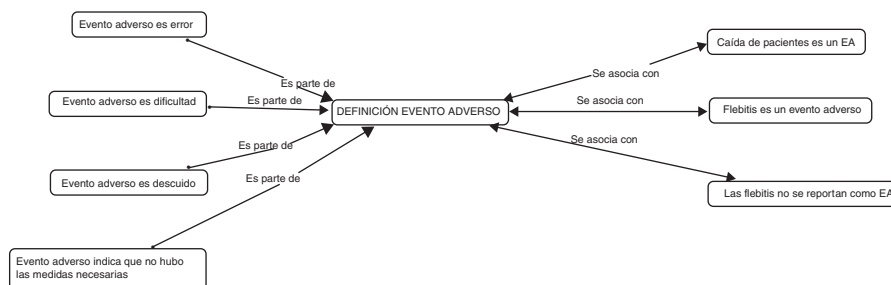 Evento adverso es error
Caída de pacientes es un EA
Es parte de
Se asocia con
Evento adverso es dificultad
Es parte de
Se asocia con
DEFINICIÓN EVENTO ADVERSO
Flebitis es un evento adverso
Es parte de
Se asocia con
Evento adverso es descuido
Es parte de
Las flebitis no se reportan como EA
Evento adverso indica que no hubo
las medidas necesarias